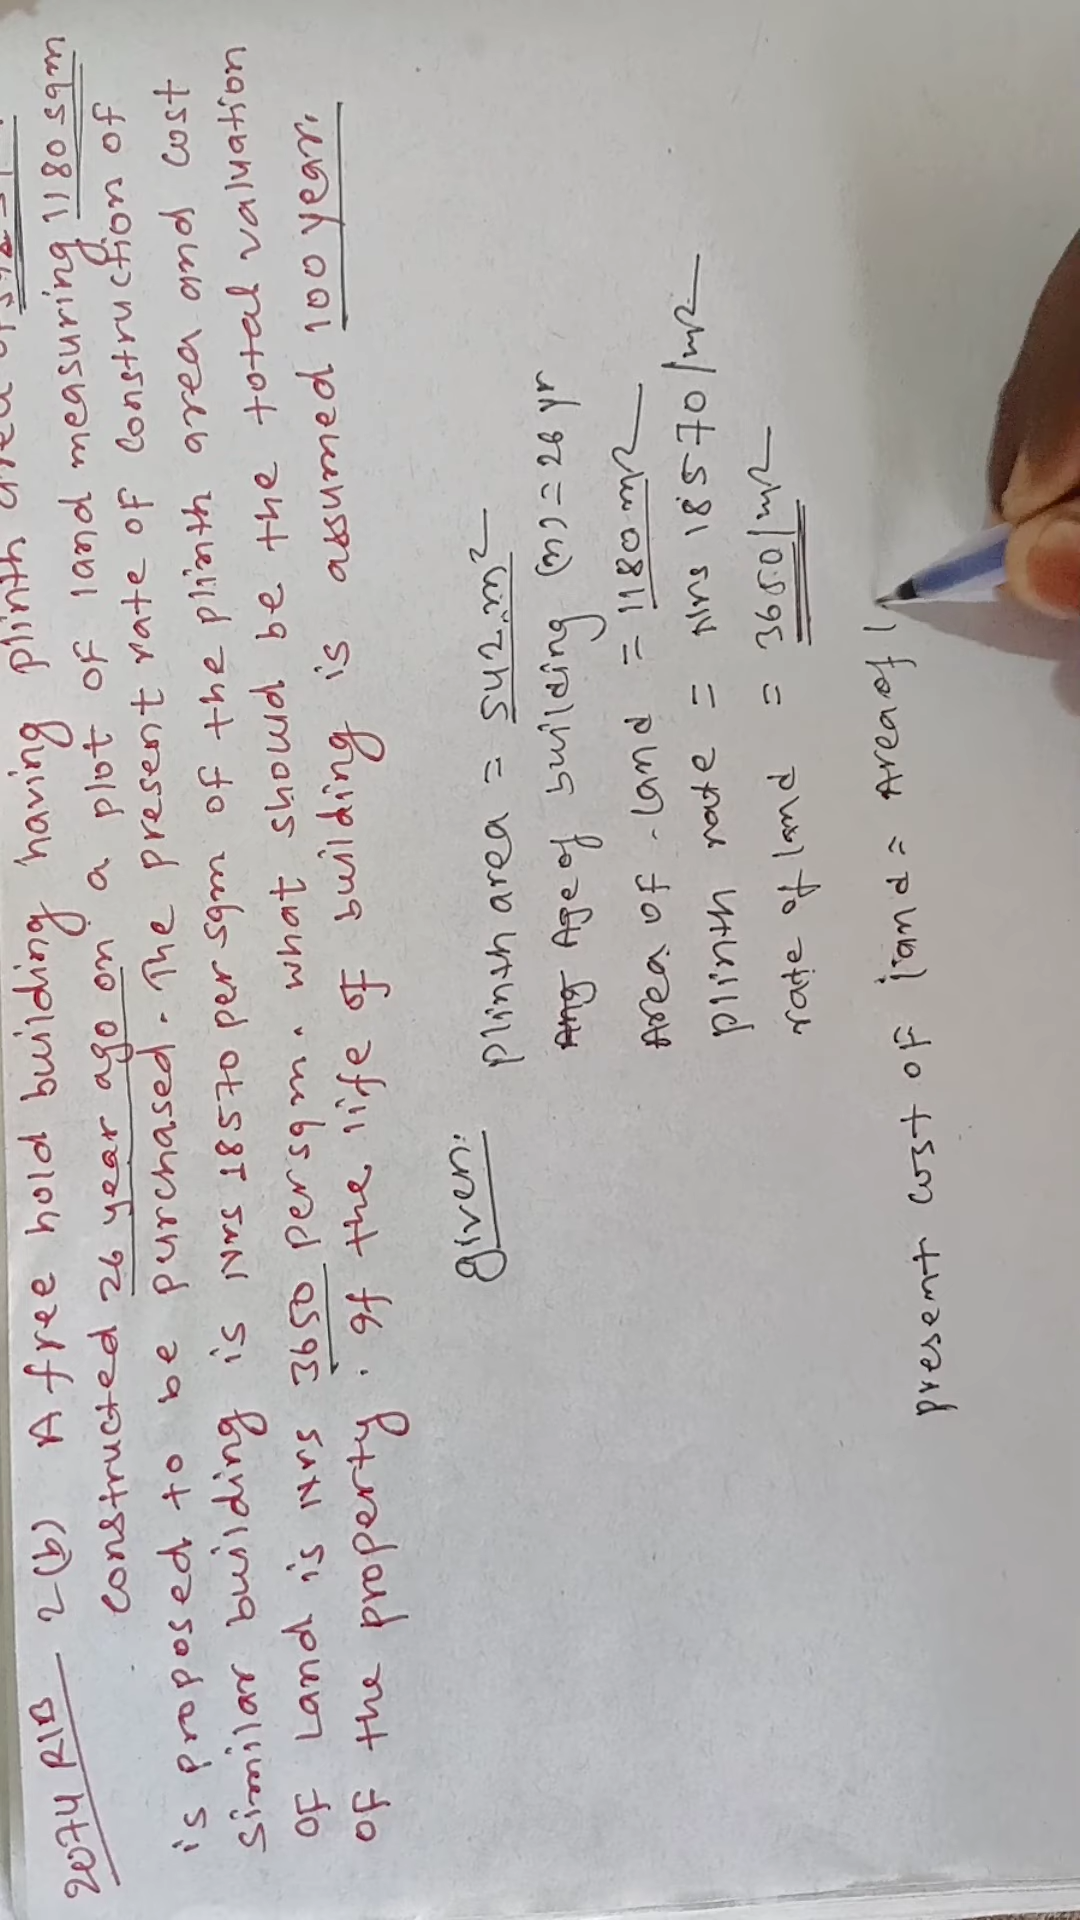 2074 RIB 2(b) A free hold building having plinth area of
constructed 26 year ago on a plot of land measuring 1180 sqm
is proposed to be purchased. The present rate of construction of
similar building is NRS 18570 per sqm of the plinth area and cost
of Land is NRS 3650 persqm. what should be the total valuation
of the property. If the life of building is assumed 100 year.
given:
plinth area = 542 m²
Age of building (n) = 26 yr
Area of Land = 1180 m²
plinth rate = NRs 18570/m²
rate of land = 3650/m²
present cost of land = Area of l